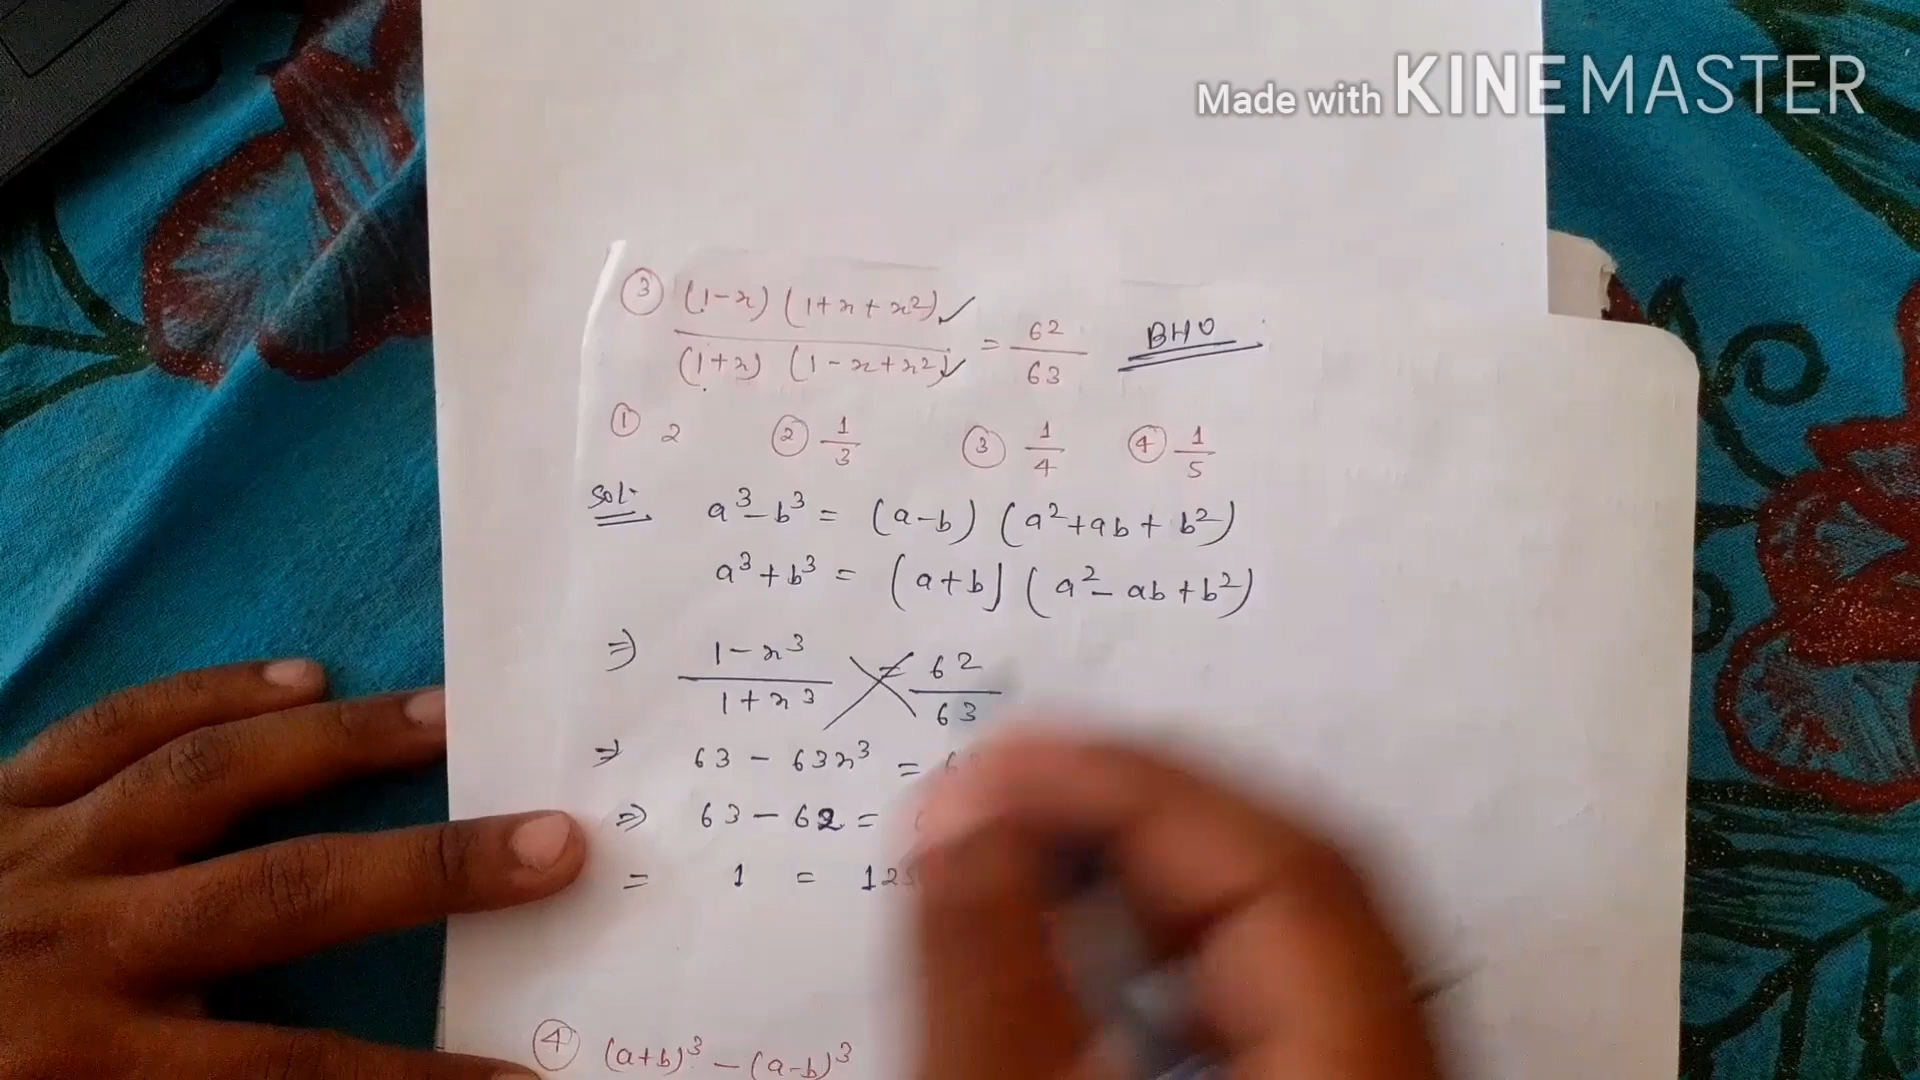 Made with KINEMASTER
③ (1-x) (1+x+x²) ✓ / (1+x) (1-x+x²) ✓ = 62/63 BHU
① 2 ② 1/3 ③ 1/4 ④ 1/5
Sol:- a³-b³ = (a-b) (a²+ab+b²)
a³+b³ = (a+b) (a²-ab+b²)
⇒ 1-x³ / 1+x³ = 62/63
⇒ 63 - 63x³ =
⇒ 63 - 62 =
= 1 = 125
④ (a+b)³ - (a-b)³